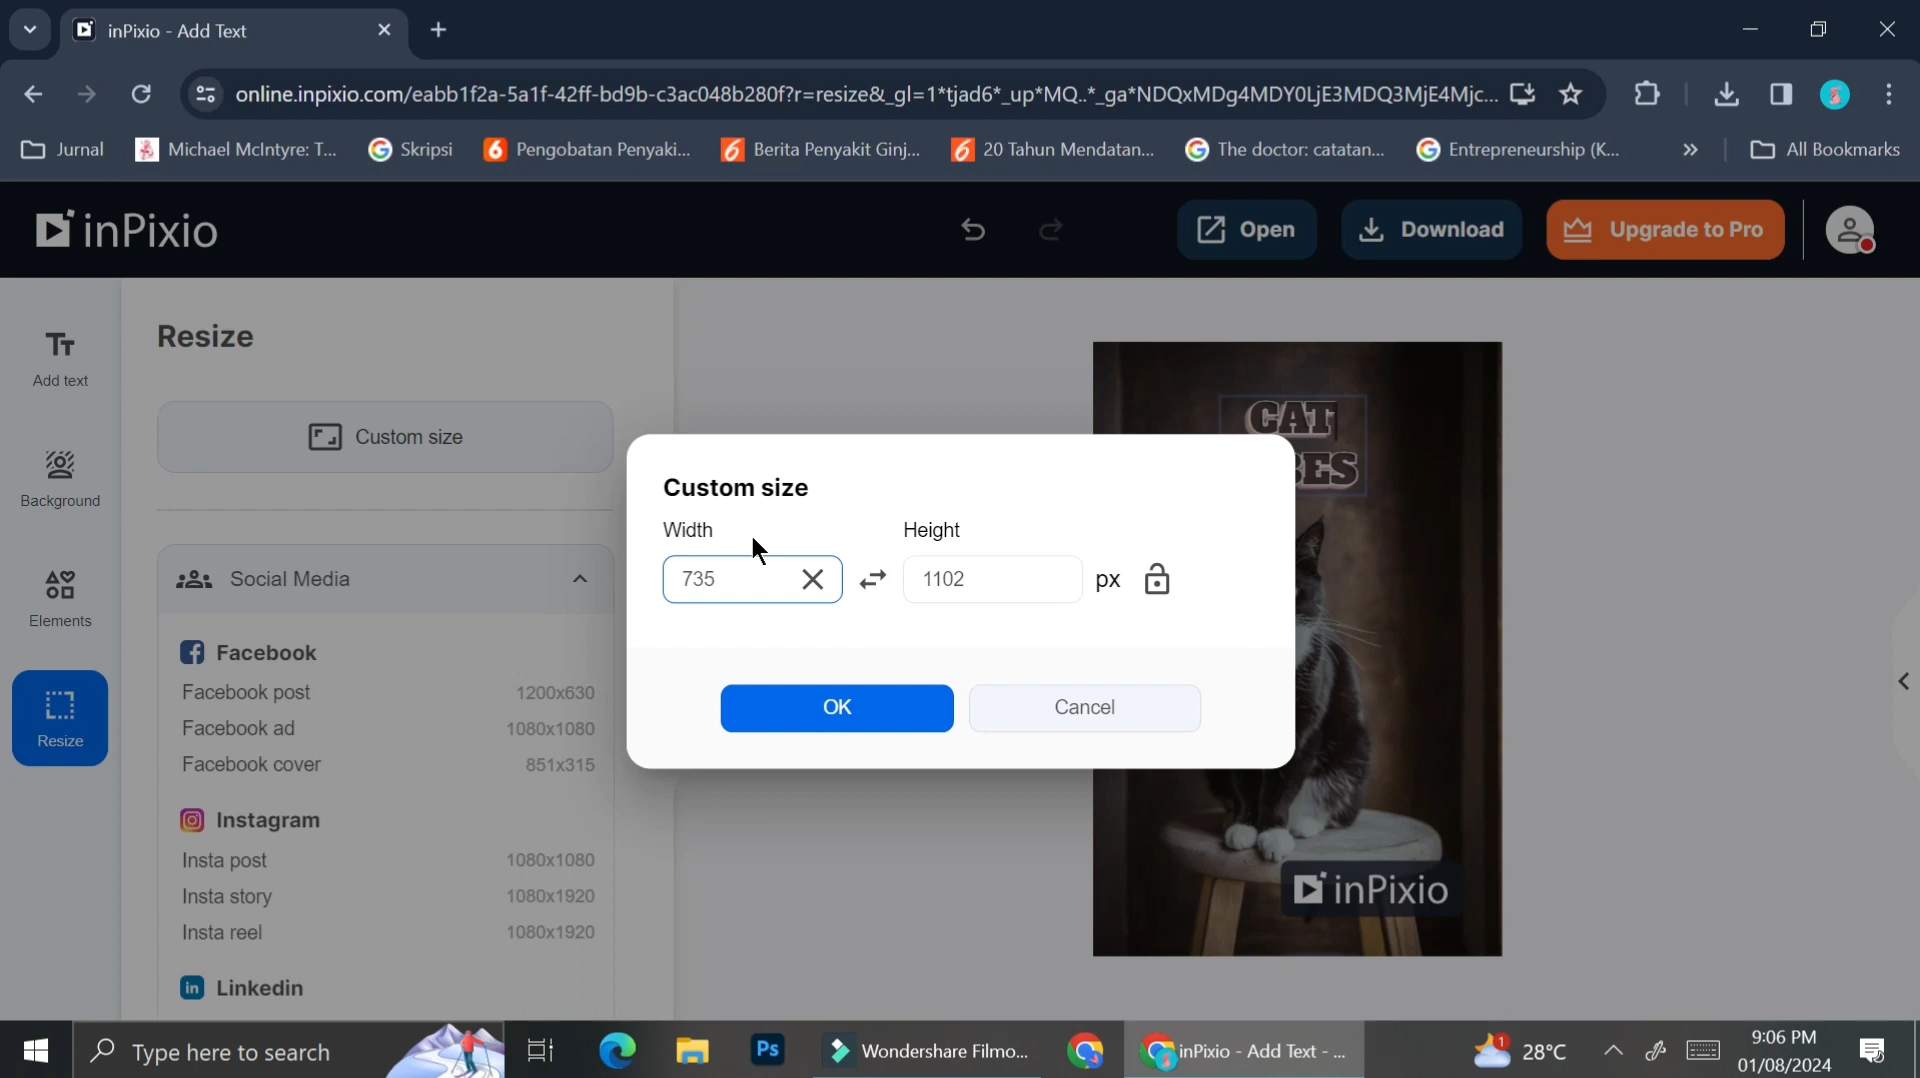 inPixio - Add Text
online.inpixio.com/eabb1f2a-5a1f-42ff-bd9b-c3ac048b280f?r=resize&_gl=1*tjad6*_up*MQ..*_ga*NDQxMDg4MDY0LjE3MDQ3MjE4Mjc...
Jurnal
Michael McIntyre: T...
Skripsi
Pengobatan Penyaki...
Berita Penyakit Ginj...
20 Tahun Mendatan...
The doctor: catatan...
Entrepreneurship (K...
All Bookmarks
inPixio
Open
Download
Upgrade to Pro
Add text
Background
Elements
Resize
Resize
Custom size
Social Media
Facebook
Facebook post 1200x630
Facebook ad 1080x1080
Facebook cover 851x315
Instagram
Insta post 1080x1080
Insta story 1080x1920
Insta reel 1080x1920
Linkedin
Custom size
Width Height
735 1102 px
OK Cancel
CAT
BES
inPixio
Type here to search
Ps
Wondershare Filmo...
inPixio - Add Text - ...
1
28°C
9:06 PM
01/08/2024